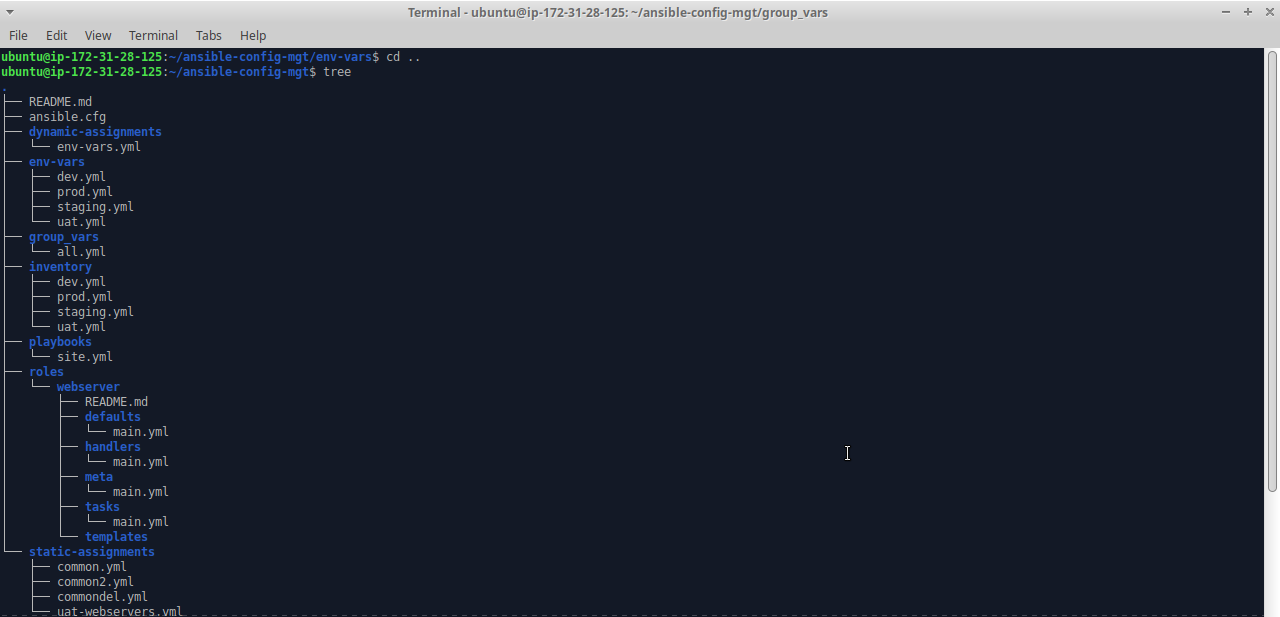 Terminal - ubuntu@ip-172-31-28-125: ~/ansible-config-mgt/group_vars
File Edit View Terminal Tabs Help
ubuntu@ip-172-31-28-125:~/ansible-config-mgt/env-vars$ cd ..
ubuntu@ip-172-31-28-125:~/ansible-config-mgt$ tree
.
├── README.md
├── ansible.cfg
├── dynamic-assignments
│   └── env-vars.yml
├── env-vars
│   ├── dev.yml
│   ├── prod.yml
│   ├── staging.yml
│   └── uat.yml
├── group_vars
│   └── all.yml
├── inventory
│   ├── dev.yml
│   ├── prod.yml
│   ├── staging.yml
│   └── uat.yml
├── playbooks
│   └── site.yml
├── roles
│   └── webserver
│       ├── README.md
│       ├── defaults
│       │   └── main.yml
│       ├── handlers
│       │   └── main.yml
│       ├── meta
│       │   └── main.yml
│       ├── tasks
│       │   └── main.yml
│       └── templates
└── static-assignments
    ├── common.yml
    ├── common2.yml
    ├── commondel.yml
    └── uat-webservers.yml